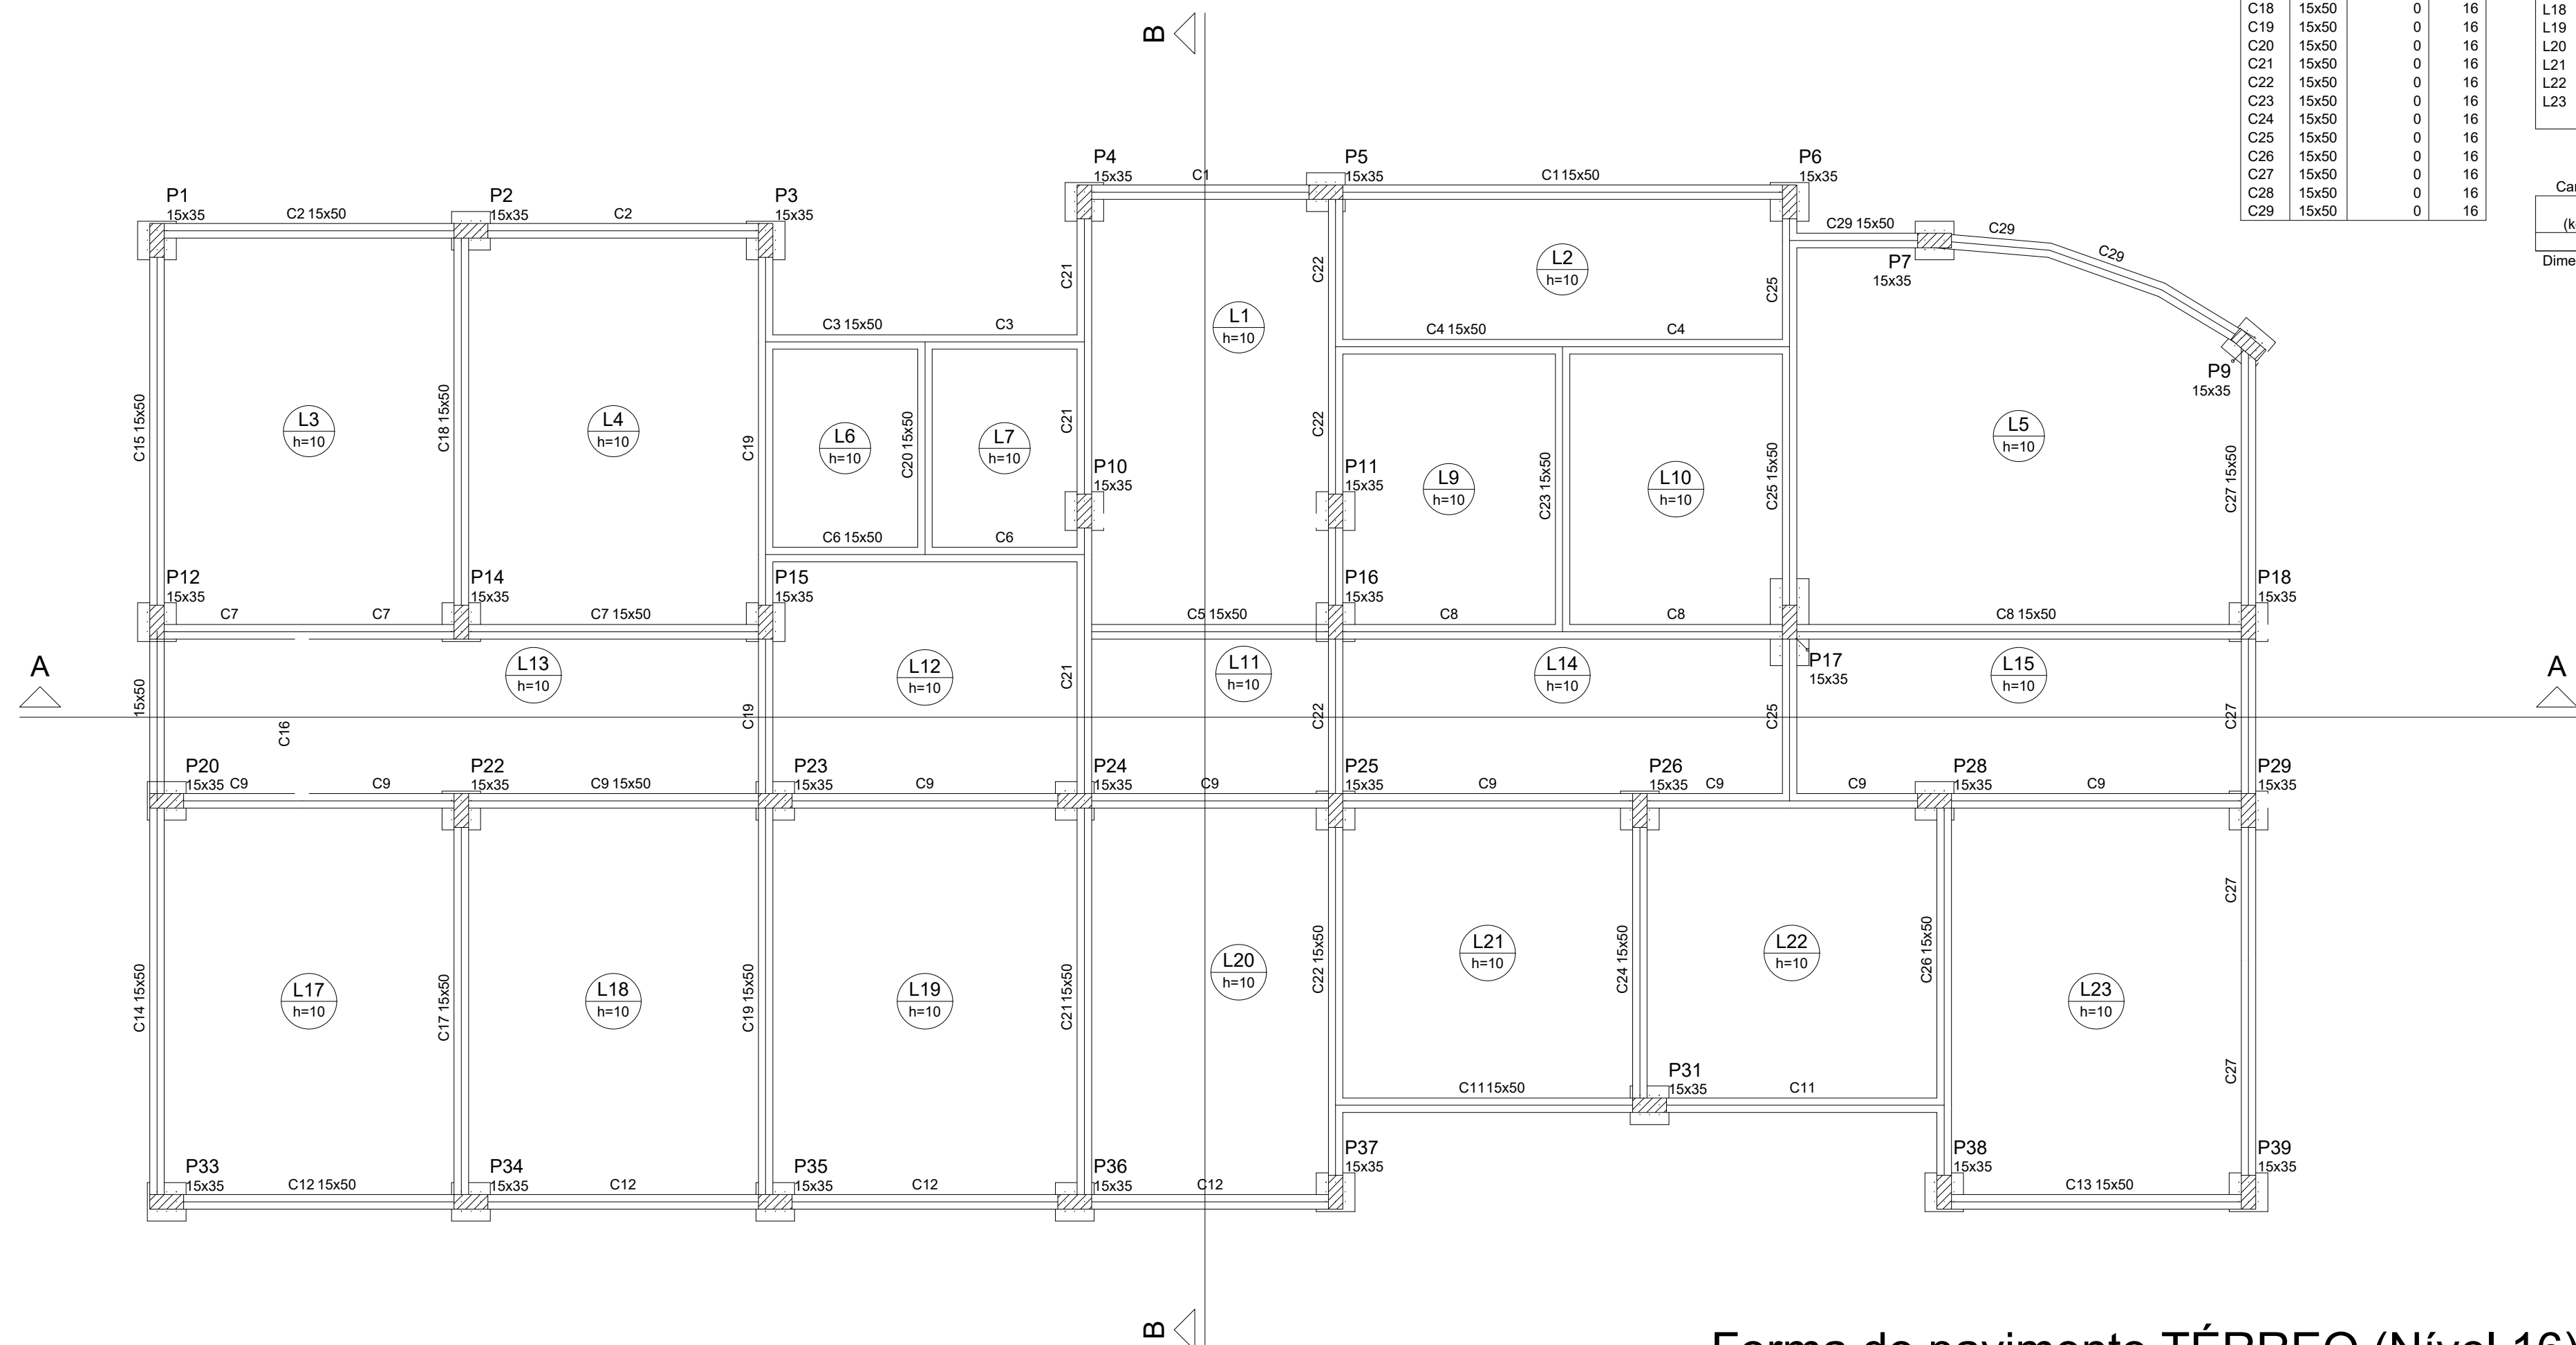 B
C18 15x50 0 16
C19 15x50 0 16
C20 15x50 0 16
C21 15x50 0 16
C22 15x50 0 16
C23 15x50 0 16
C24 15x50 0 16
C25 15x50 0 16
C26 15x50 0 16
C27 15x50 0 16
C28 15x50 0 16
C29 15x50 0 16
L18
L19
L20
L21
L22
L23
(k
Dime
P4
15x35
C1
P5
15x35
C1 15x50
P6
15x35
P1
15x35
C2 15x50
P2
15x35
C2
P3
15x35
C29 15x50
P7
15x35
C29
C29
C21
C22
L2
h=10
C25
L1
h=10
C3 15x50
C3
C4 15x50
C4
P9
15x35
C15 15x50
L3
h=10
C18 15x50
L4
h=10
C19
L6
h=10
C20 15x50
L7
h=10
C21
C22
L5
h=10
P10
15x35
P11
15x35
L9
h=10
C23 15x50
L10
h=10
C25 15x50
C27 15x50
C6 15x50
C6
P12
15x35
P14
15x35
P15
15x35
P16
15x35
P18
15x35
C7
C7
C7 15x50
C5 15x50
C8
C8
C8 15x50
A
15x50
C16
L13
h=10
C19
L12
h=10
C21
L11
h=10
C22
L14
h=10
C25
P17
15x35
L15
h=10
C27
A
P20
15x35
C9
C9
P22
15x35
C9 15x50
P23
15x35
C9
P24
15x35
C9
P25
15x35
C9
P26
15x35
C9
C9
P28
15x35
C9
P29
15x35
C27
C14 15x50
L17
h=10
C17 15x50
L18
h=10
C19 15x50
L19
h=10
C21 15x50
L20
h=10
C22 15x50
L21
h=10
C24 15x50
L22
h=10
C26 15x50
L23
h=10
C27
P31
15x35
C11 15x50
C11
P33
15x35
C12 15x50
P34
15x35
C12
P35
15x35
C12
P36
15x35
C12
P37
15x35
P38
15x35
C13 15x50
P39
15x35
B
Forma do pavimento TÉRREO (Nível 16)